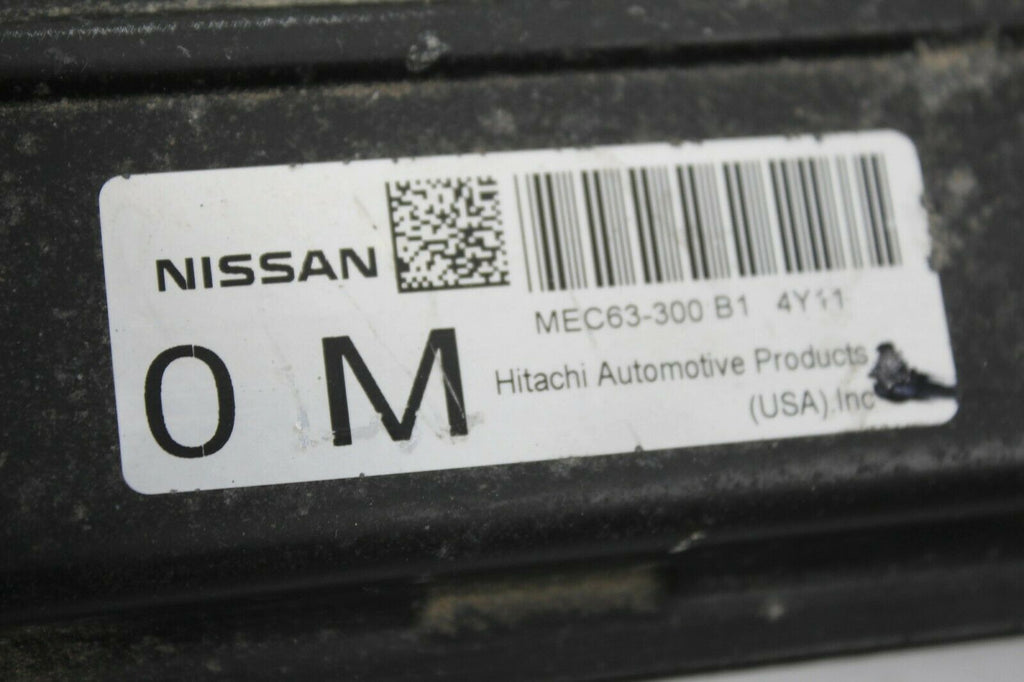 NISSAN
MEC63-300 B1 4Y11
0 M
Hitachi Automotive Products
(USA).Inc